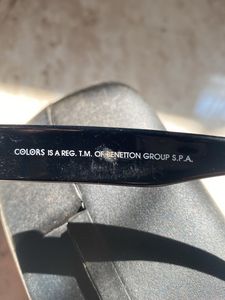 COLORS IS A REG. T.M. OF BENETTON GROUP S.P.A.